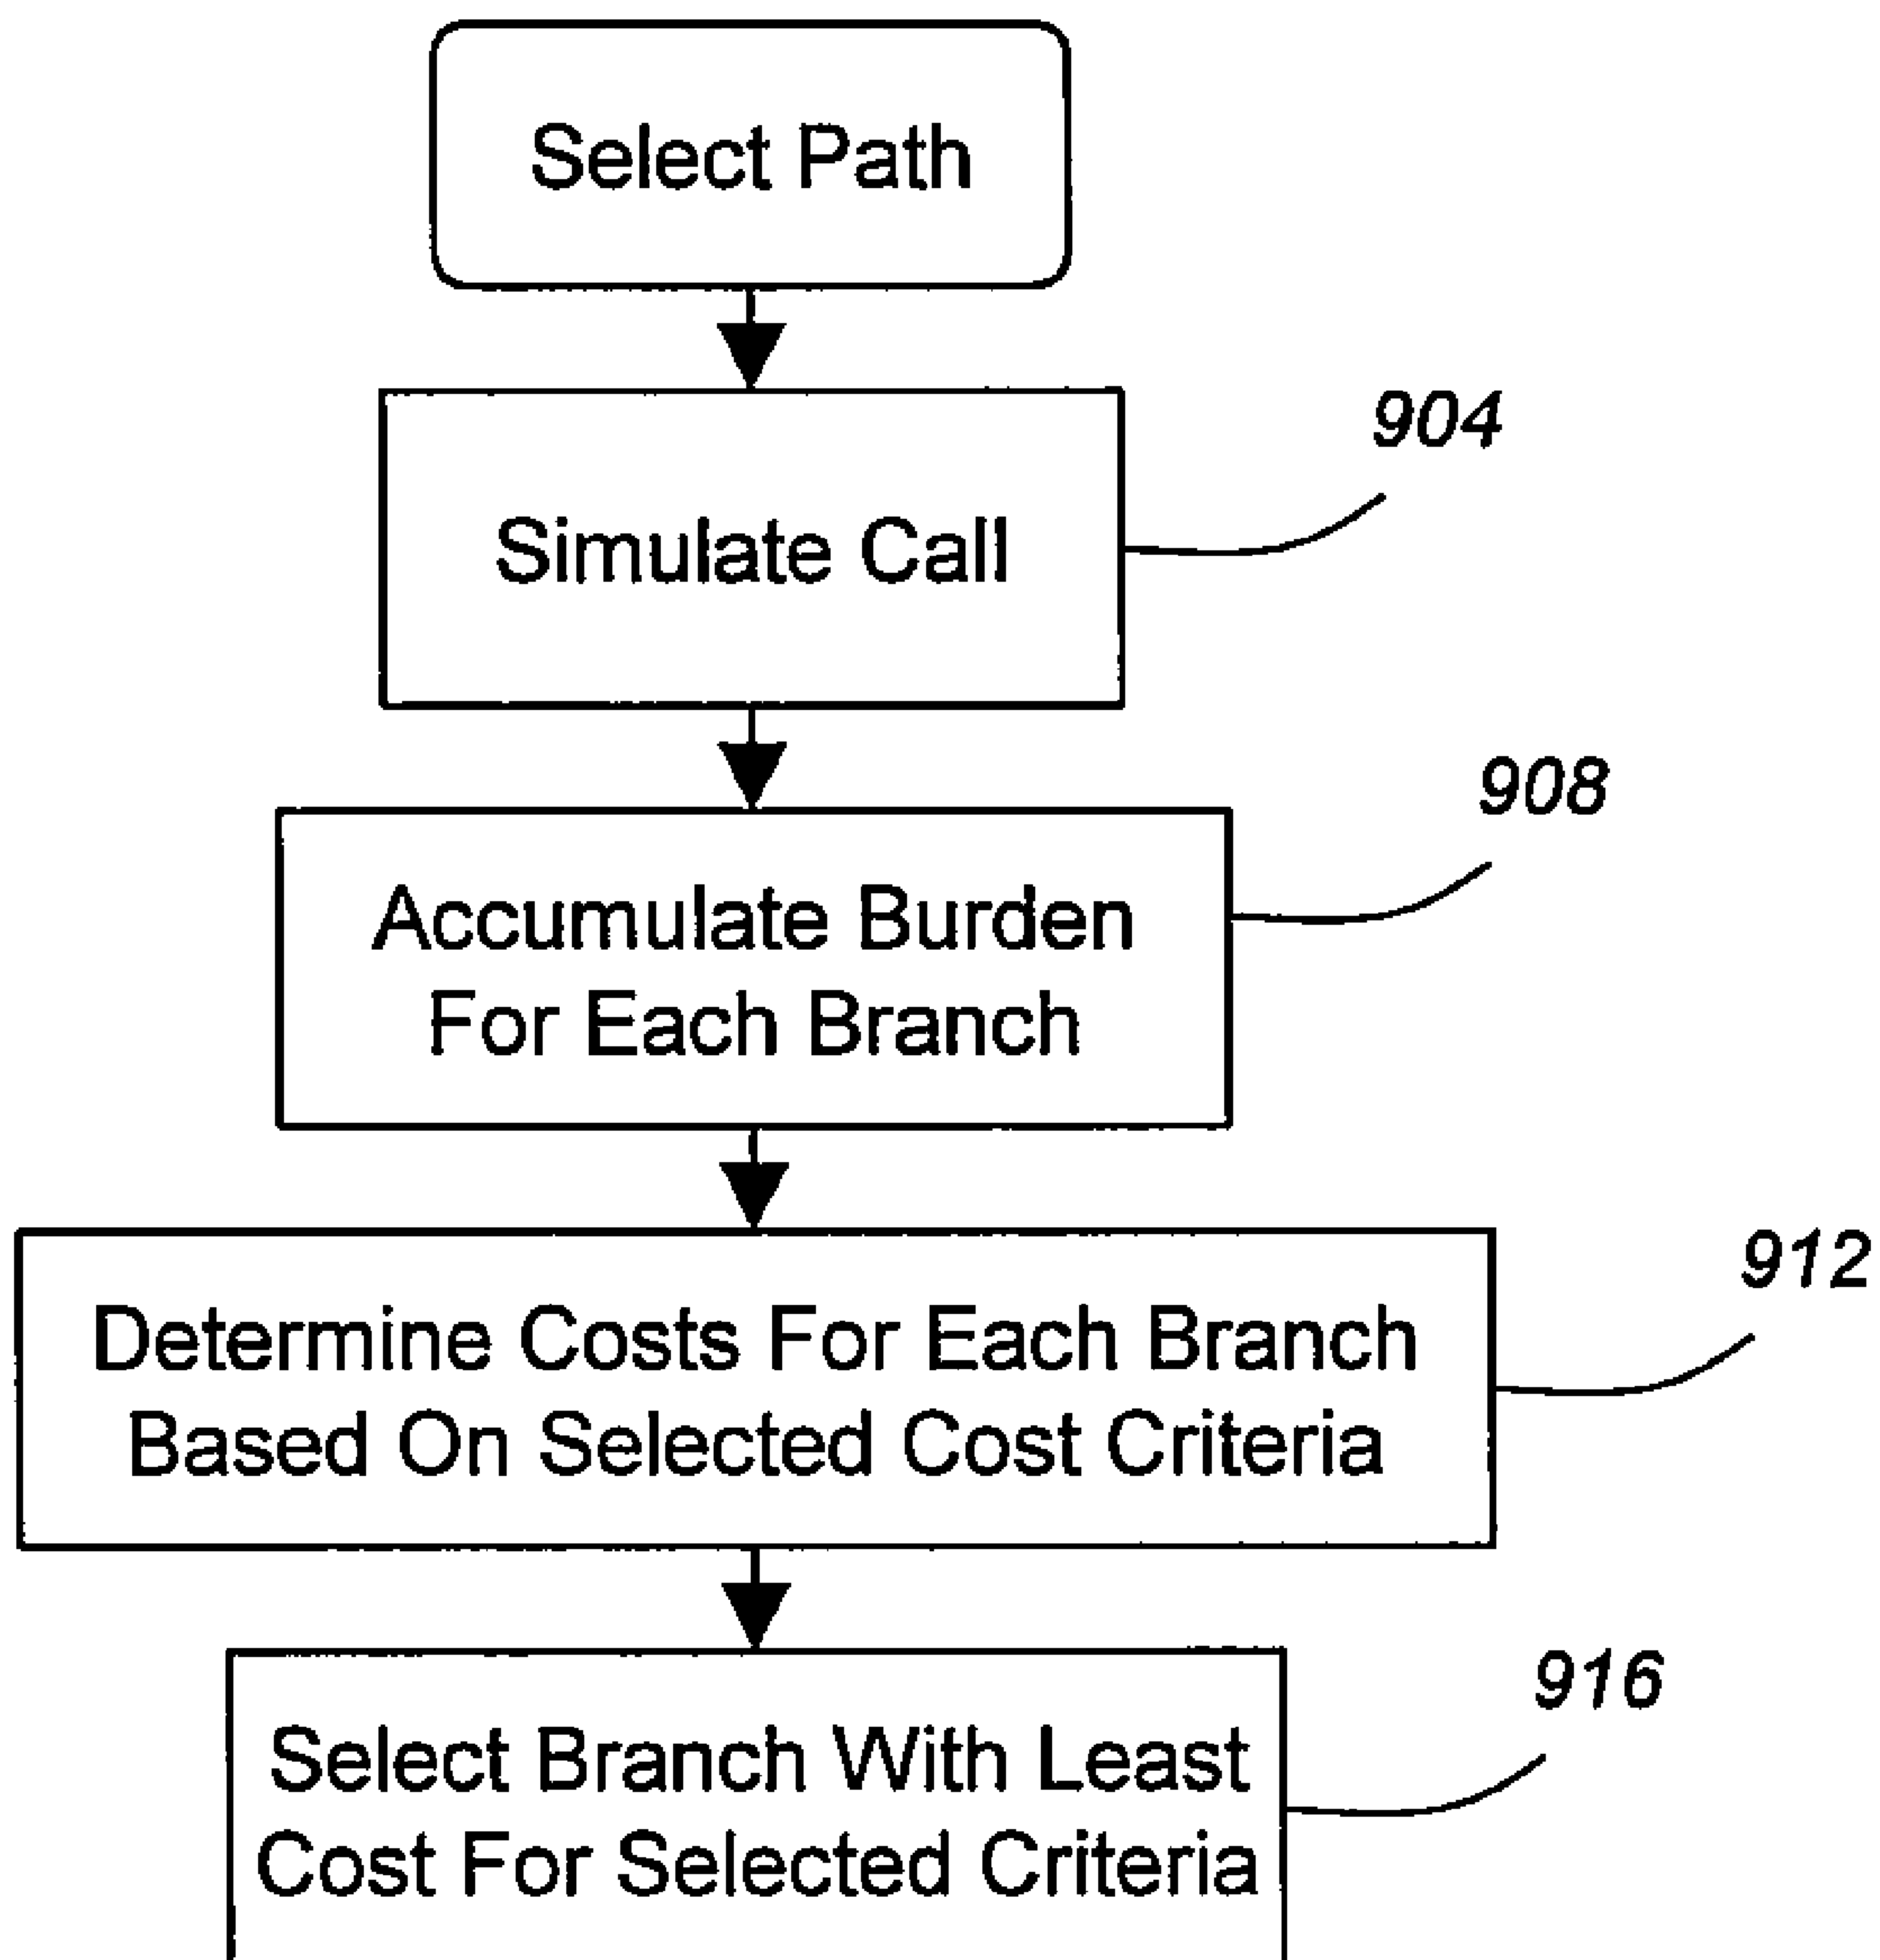 Select Path
904
Simulate Call
908
Accumulate Burden
For Each Branch
912
Determine Costs For Each Branch
Based On Selected Cost Criteria
916
Select Branch With Least
Cost For Selected Criteria